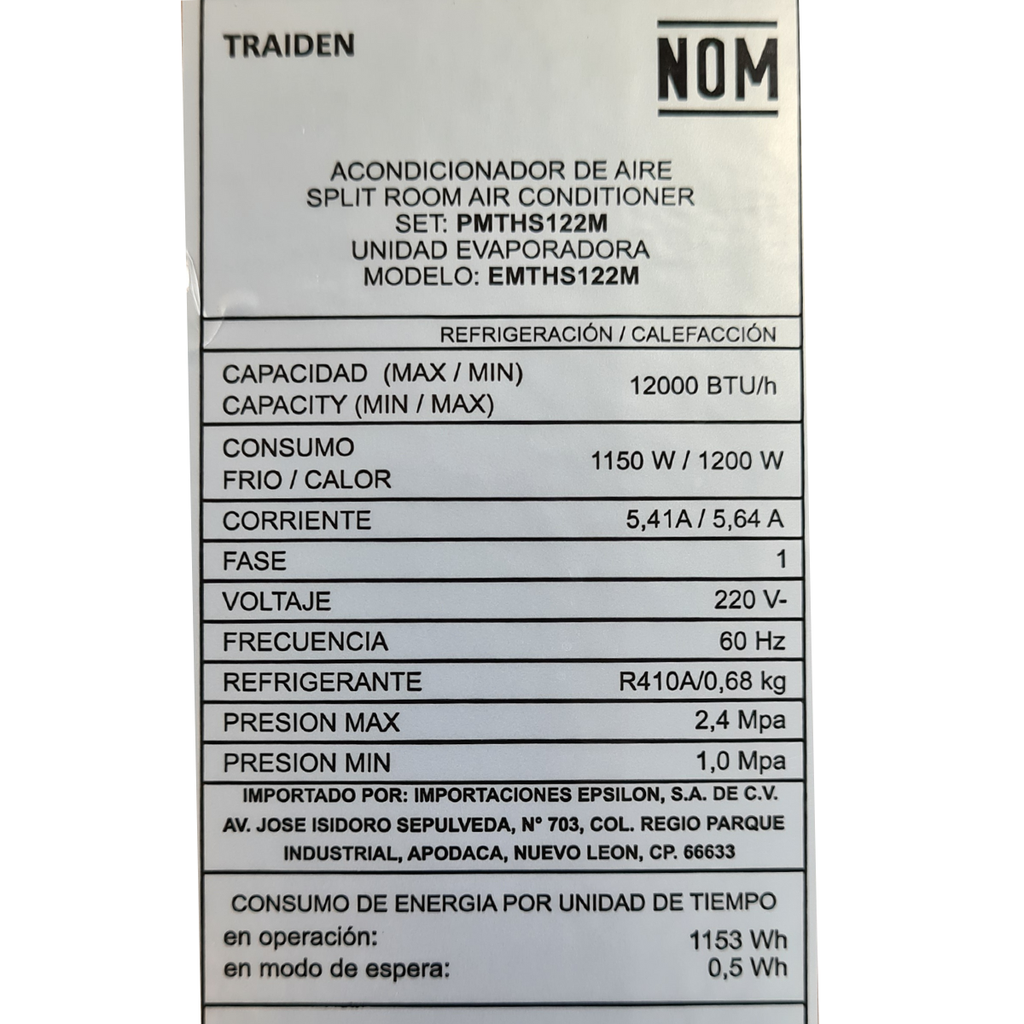 TRAIDEN
NOM
ACONDICIONADOR DE AIRE
SPLIT ROOM AIR CONDITIONER
SET: PMTHS122M
UNIDAD EVAPORADORA
MODELO: EMTHS122M
REFRIGERACIÓN / CALEFACCIÓN
CAPACIDAD (MAX / MIN)
CAPACITY (MIN / MAX)
12000 BTU/h
CONSUMO
FRIO / CALOR
1150 W / 1200 W
CORRIENTE 5,41A / 5,64 A
FASE 1
VOLTAJE 220 V-
FRECUENCIA 60 Hz
REFRIGERANTE R410A/0,68 kg
PRESION MAX 2,4 Mpa
PRESION MIN 1,0 Mpa
IMPORTADO POR: IMPORTACIONES EPSILON, S.A. DE C.V.
AV. JOSE ISIDORO SEPULVEDA, N° 703, COL. REGIO PARQUE
INDUSTRIAL, APODACA, NUEVO LEON, CP. 66633
CONSUMO DE ENERGIA POR UNIDAD DE TIEMPO
en operación: 1153 Wh
en modo de espera: 0,5 Wh